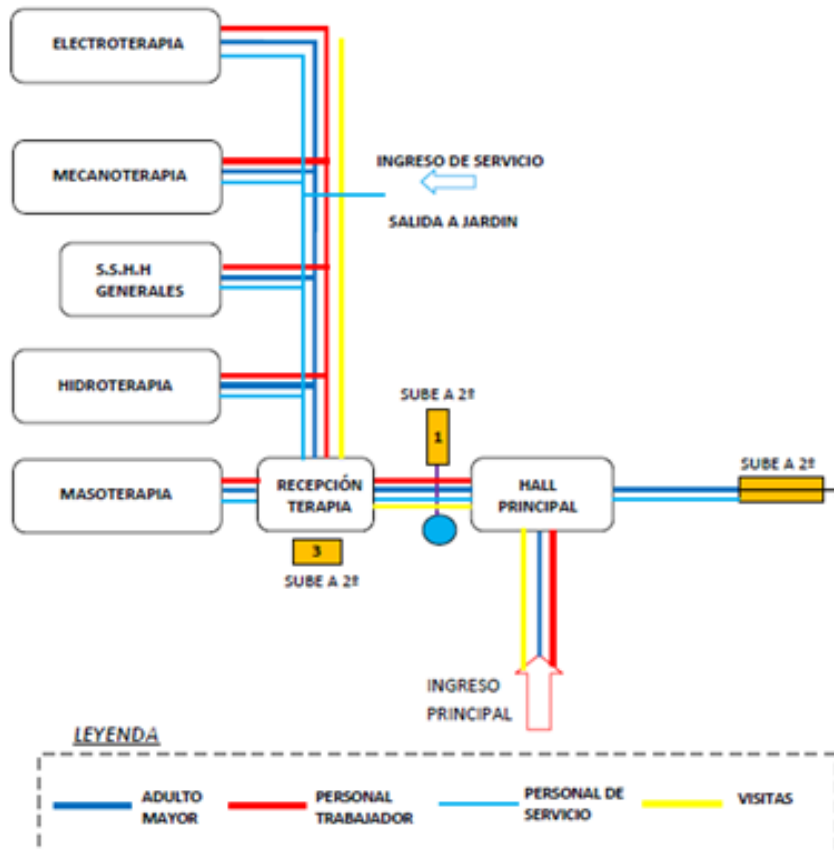 ELECTROTERAPIA
MECANOTERAPIA
INGRESO DE SERVICIO
SALIDA A JARDIN
S.S.H.H
GENERALES
HIDROTERAPIA
SUBE A 2º
1
MASOTERAPIA
RECEPCIÓN
TERAPIA
HALL
PRINCIPAL
SUBE A 2º
3
SUBE A 2º
INGRESO
PRINCIPAL
LEYENDA
ADULTO
MAYOR
PERSONAL
TRABAJADOR
PERSONAL DE
SERVICIO
VISITAS